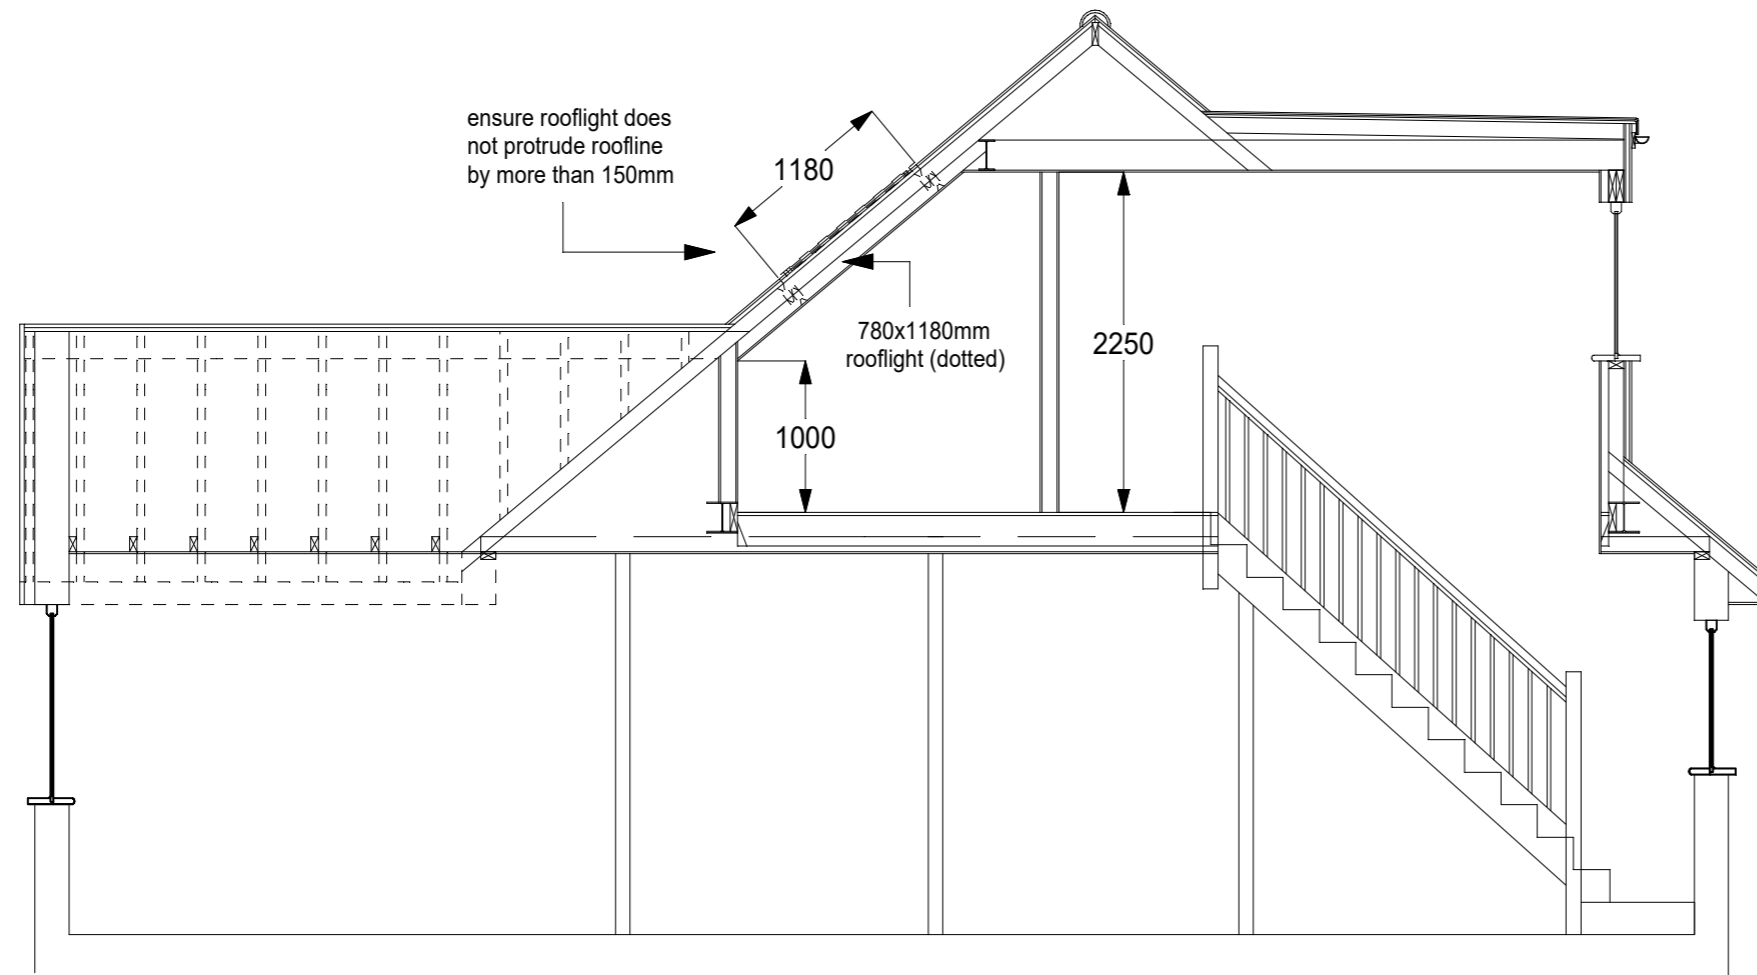 ensure rooflight does
not protrude roofline
by more than 150mm
1180
780x1180mm
rooflight (dotted)
2250
1000